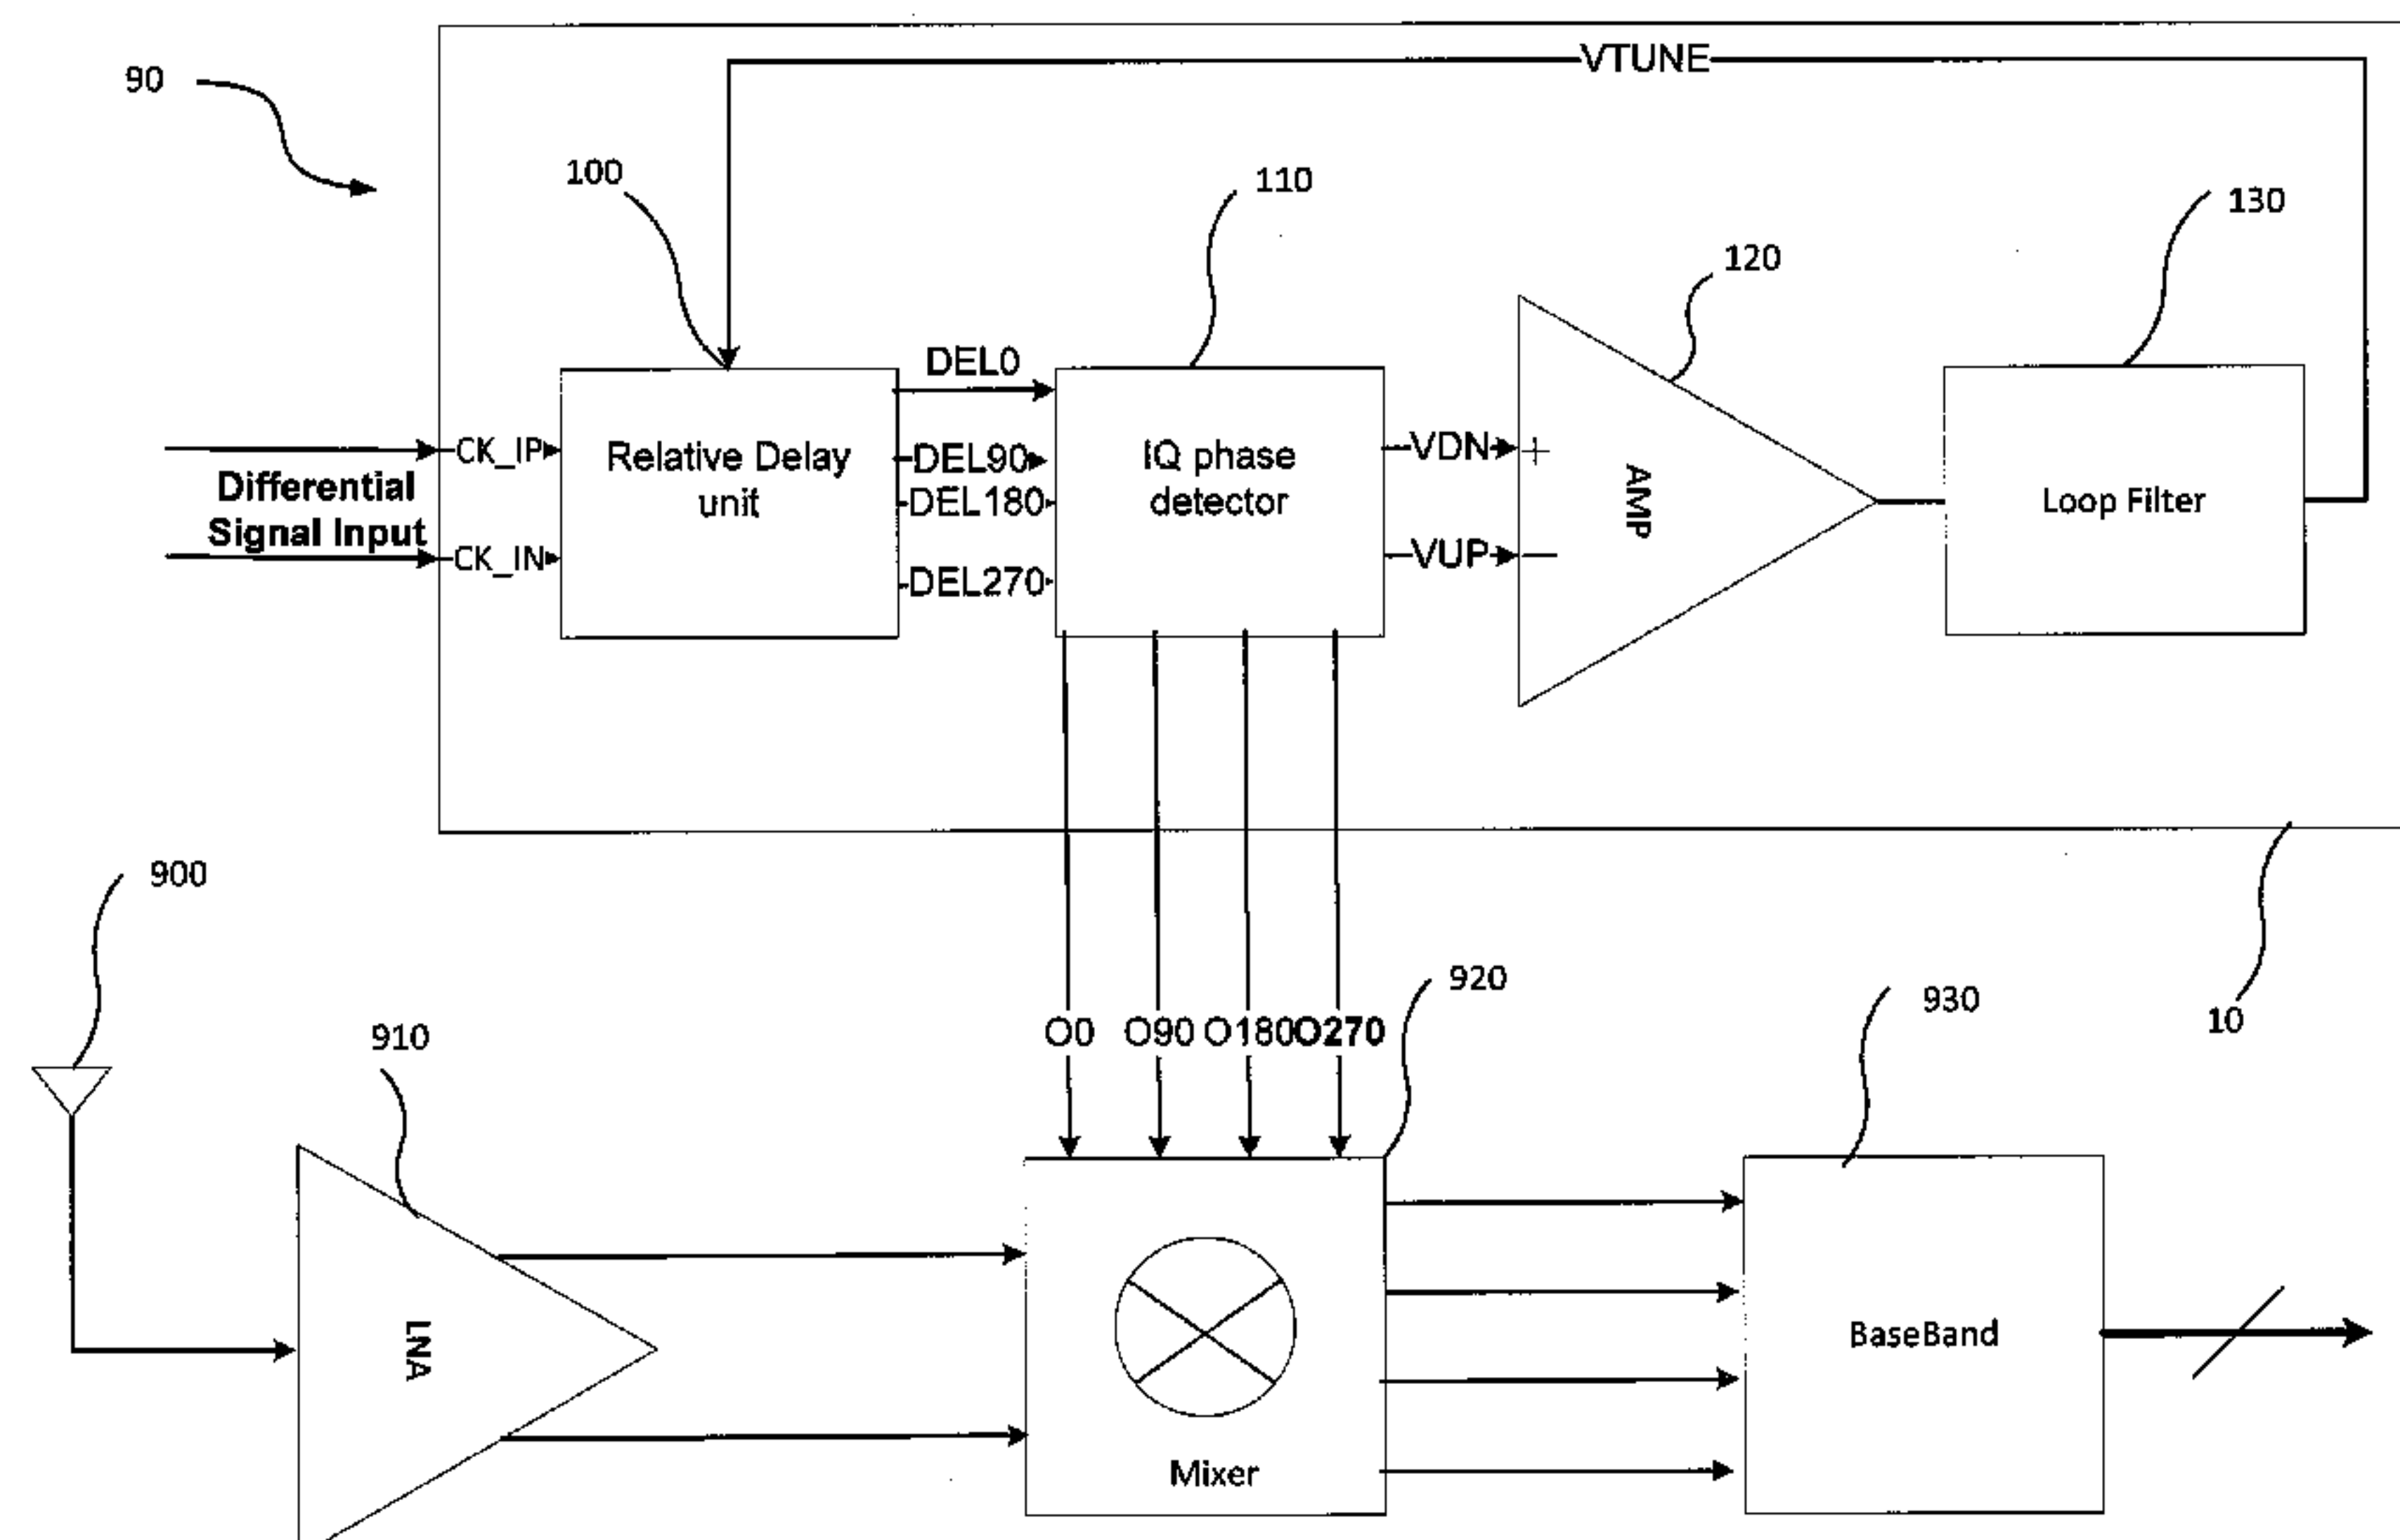 VTUNE
90
100
110
120
130
DEL0
CK_IP
Relative Delay
unit
DEL90
DEL180
DEL270
IQ phase
detector
VDN
+
AMP
VUP
—
Loop Filter
Differential
Signal Input
CK_IN
900
910
920
930
10
O0 O90 O180 O270
LNA
Mixer
BaseBand